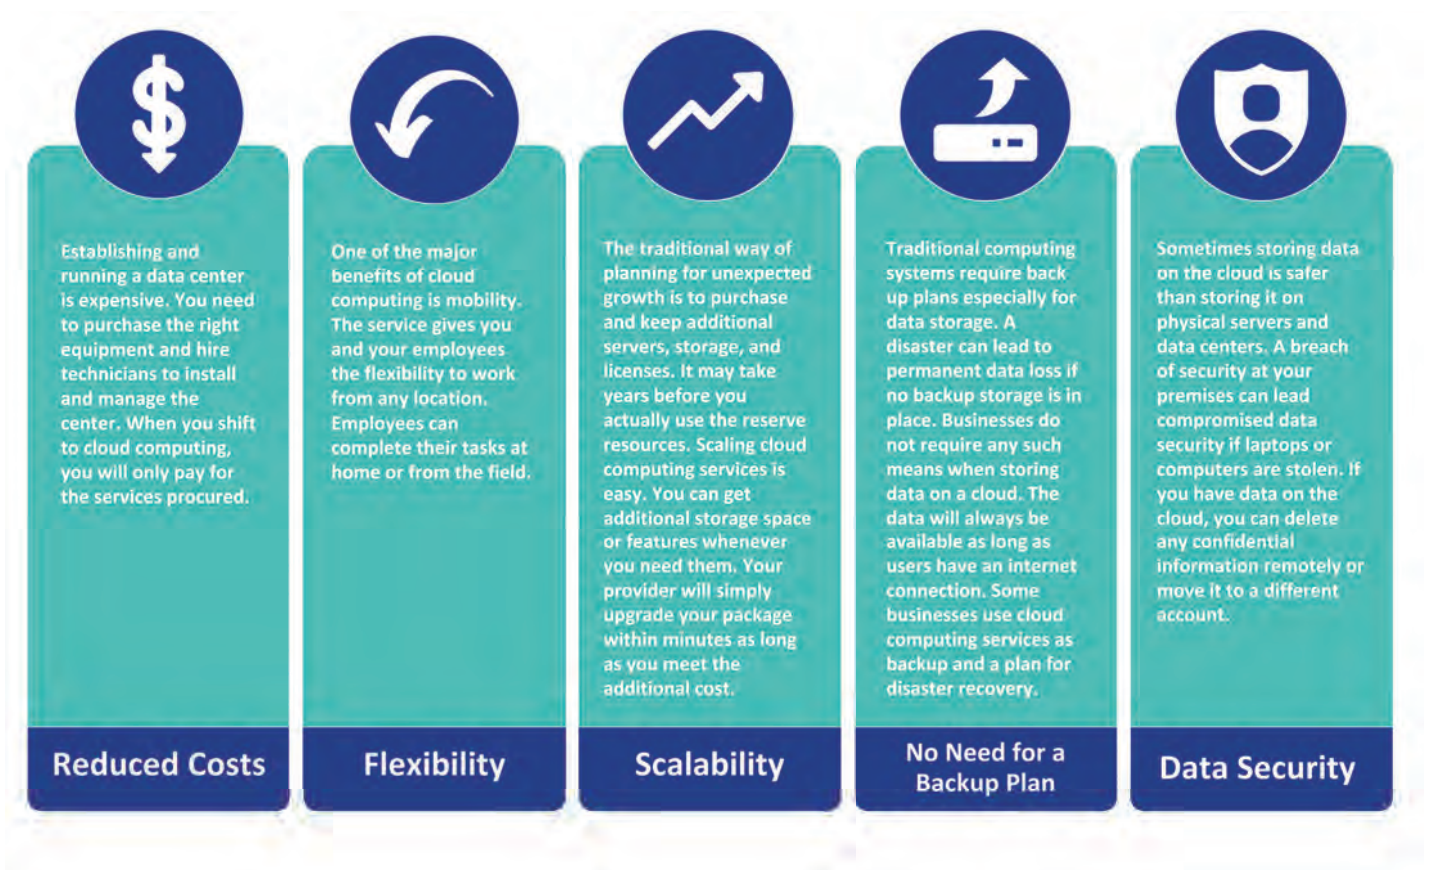 Establishing and
running a data center
is expensive. You need
to purchase the right
equipment and hire
technicians to install
and manage the
center. When you shift
to cloud computing,
you will only pay for
the services procured.
Reduced Costs
One of the major
benefits of cloud
computing is mobility.
The service gives you
and your employees
the flexibility to work
from any location.
Employees can
complete their tasks at
home or from the field.
Flexibility
The traditional way of
planning for unexpected
growth is to purchase
and keep additional
servers, storage, and
licenses. It may take
years before you
actually use the reserve
resources. Scaling cloud
computing services is
easy. You can get
additional storage space
or features whenever
you need them. Your
provider will simply
upgrade your package
within minutes as long
as you meet the
additional cost.
Scalability
Traditional computing
systems require back
up plans especially for
data storage. A
disaster can lead to
permanent data loss if
no backup storage is in
place. Businesses do
not require any such
means when storing
data on a cloud. The
data will always be
available as long as
users have an internet
connection. Some
businesses use cloud
computing services as
backup and a plan for
disaster recovery.
No Need for a
Backup Plan
Sometimes storing data
on the cloud is safer
than storing it on
physical servers and
data centers. A breach
of security at your
premises can lead
compromised data
security if laptops or
computers are stolen. If
you have data on the
cloud, you can delete
any confidential
information remotely or
move it to a different
account.
Data Security